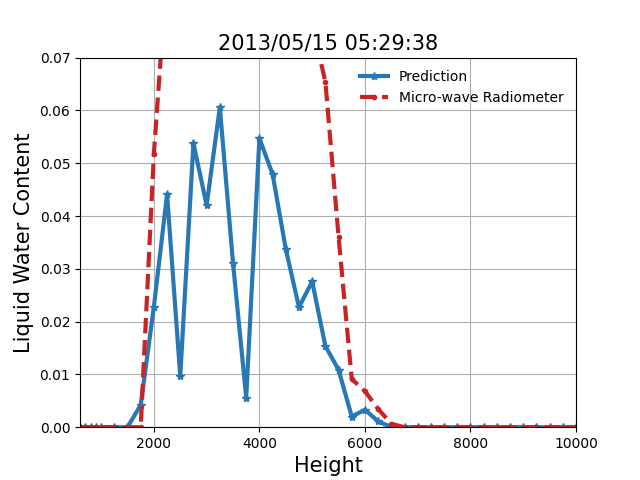 2013/05/15 05:29:38
0.07
0.06
0.05
0.04
0.03
0.02
0.01
0.00
Liquid Water Content
Prediction
Micro-wave Radiometer
2000 4000 6000 8000 10000
Height